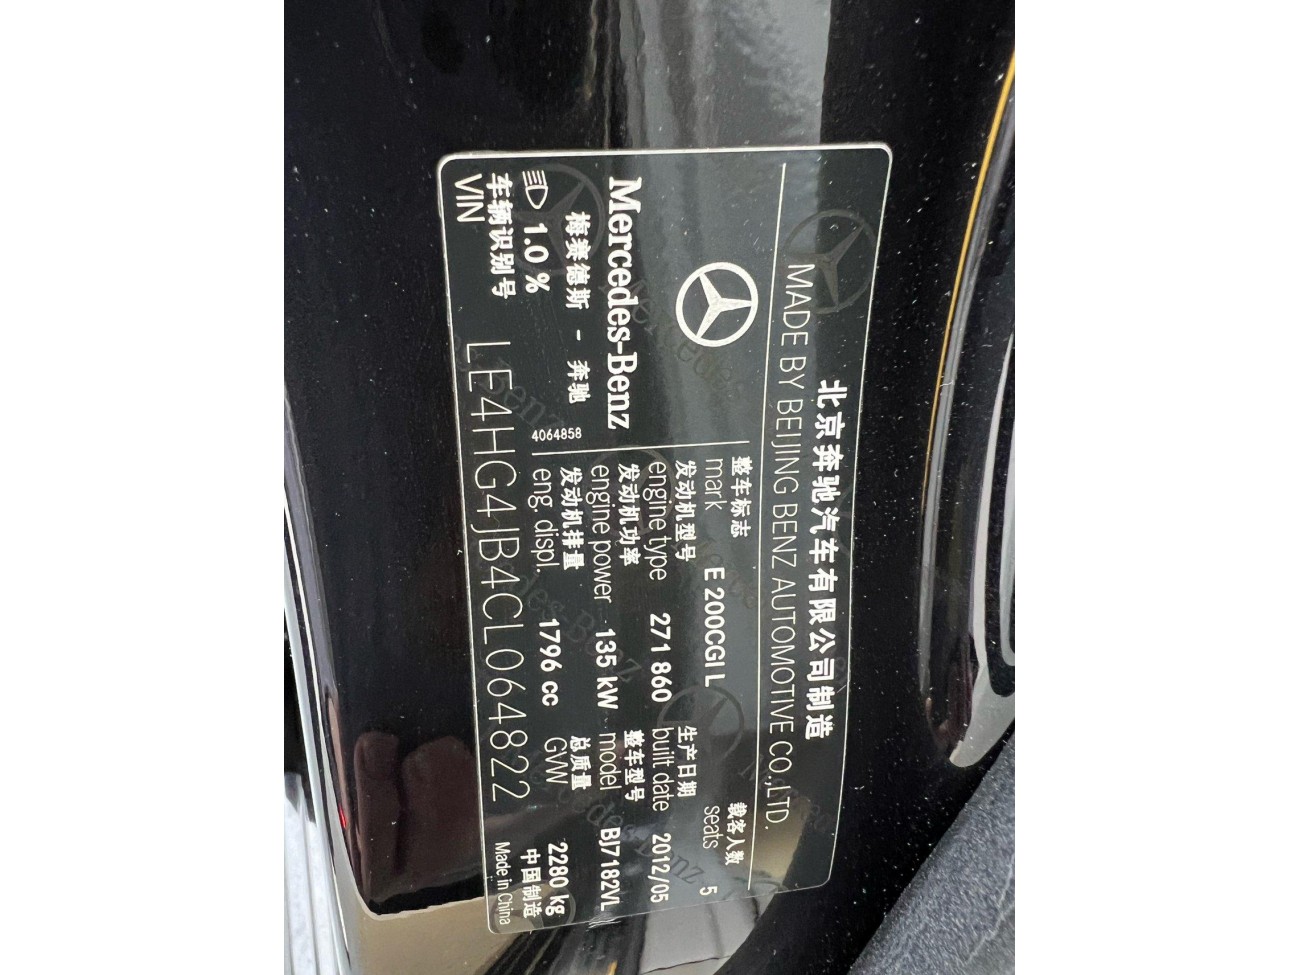 北京奔驰汽车有限公司制造
MADE BY BEIJING BENZ AUTOMOTIVE CO.,LTD.
Mercedes-Benz
梅赛德斯 - 奔驰
1.0 %
4064858
整车标志
mark E 200CGI L
载客人数
seats 5
发动机型号
engine type 271 860
生产日期
built date 2012/05
发动机功率
engine power 135 kW
整车型号
model BJ7182VL
发动机排量
eng. displ. 1796 cc
总质量
GVW 2280 kg
车辆识别号
VIN LE4HG4JB4CL064822
中国制造
Made in China